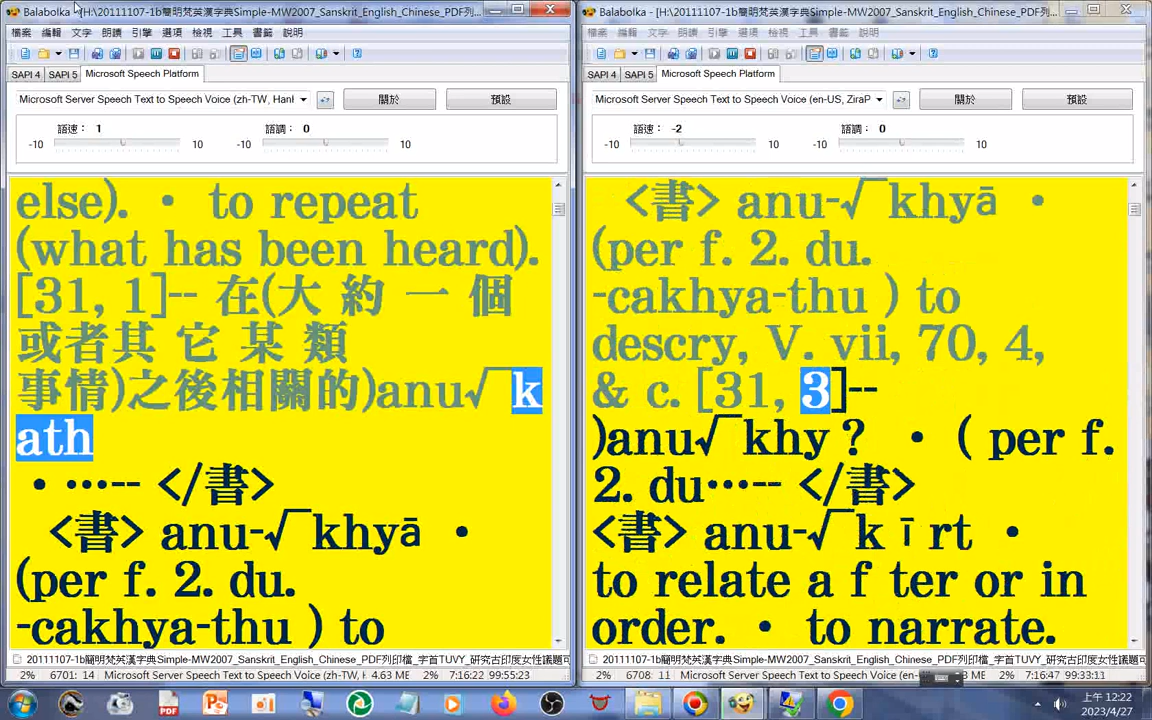 Balabolka - [H:\20111107-1b簡明梵英漢字典Simple-MW2007_Sanskrit_English_Chinese_PDF列...
檔案 編輯 文字 朗讀 引擎 選項 檢視 工具 書籤 說明
SAPI 4 SAPI 5 Microsoft Speech Platform
Microsoft Server Speech Text to Speech Voice (zh-TW, Hanl 關於 預設
語速： 1 語調： 0
-10 10 -10 10
else). • to repeat
(what has been heard).
[31, 1]-- 在(大 約 一 個
或者其 它 某 類
事情)之後相關的)anu√k
ath
• …-- </書>
<書> anu-√khyā •
(per f. 2. du.
-cakhya-thu ) to
20111107-1b簡明梵英漢字典Simple-MW2007_Sanskrit_English_Chinese_PDF列印檔_字首TUVY_研究古印度女性議題可
2% 6701: 14 Microsoft Server Speech Text to Speech Voice (zh-TW, H 4.63 ME 2% 7:16:22 99:55:23
Balabolka - [H:\20111107-1b簡明梵英漢字典Simple-MW2007_Sanskrit_English_Chinese_PDF列印...
檔案 編輯 文字 朗讀 引擎 選項 檢視 工具 書籤 說明
SAPI 4 SAPI 5 Microsoft Speech Platform
Microsoft Server Speech Text to Speech Voice (en-US, ZiraP 關於 預設
語速： -2 語調： 0
-10 10 -10 10
<書> anu-√khyā •
(per f. 2. du.
-cakhya-thu ) to
descry, V. vii, 70, 4,
& c. [31, 3]--
)anu√khy？ • ( per f.
2. du…-- </書>
<書> anu-√k ī rt •
to relate a f ter or in
order. • to narrate.
20111107-1b簡明梵英漢字典Simple-MW2007_Sanskrit_English_Chinese_PDF列印檔_字首TUVY_研究古印度女性議題可
2% 6708: 11 Microsoft Server Speech Text to Speech Voice (en-U 2% 7:16:47 99:33:11
上午 12:22
2023/4/27